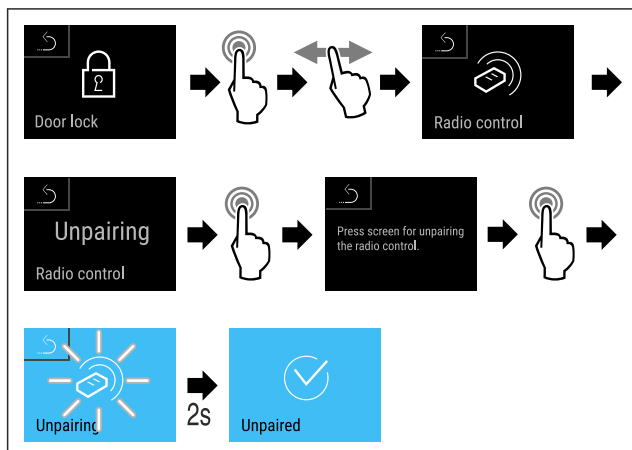 Door lock
Radio control
Unpairing
Radio control
Press screen for unpairing
the radio control.
Unpairing
2s
Unpaired